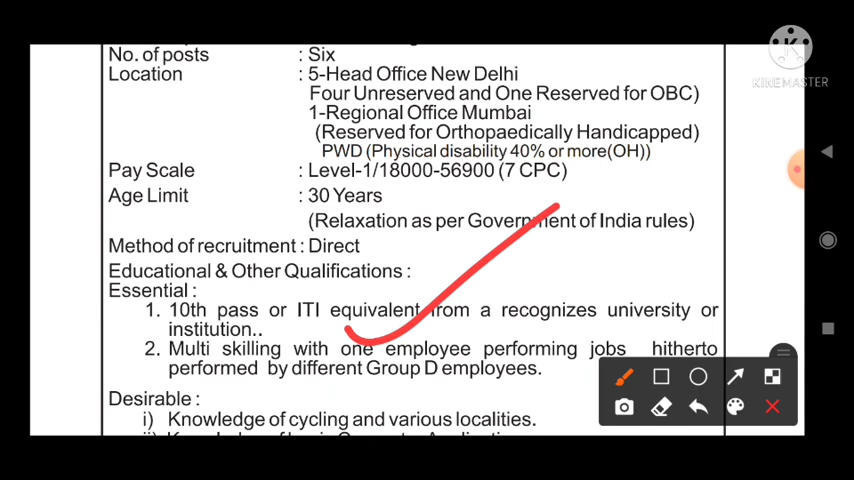 No. of posts : Six
Location : 5-Head Office New Delhi
Four Unreserved and One Reserved for OBC)
1-Regional Office Mumbai
(Reserved for Orthopaedically Handicapped)
PWD (Physical disability 40% or more(OH))
Pay Scale : Level-1/18000-56900 (7 CPC)
Age Limit : 30 Years
(Relaxation as per Government of India rules)
Method of recruitment : Direct
Educational & Other Qualifications :
Essential :
1. 10th pass or ITI equivalent from a recognizes university or
institution..
2. Multi skilling with one employee performing jobs hitherto
performed by different Group D employees.
Desirable :
i) Knowledge of cycling and various localities.
KINEMASTER